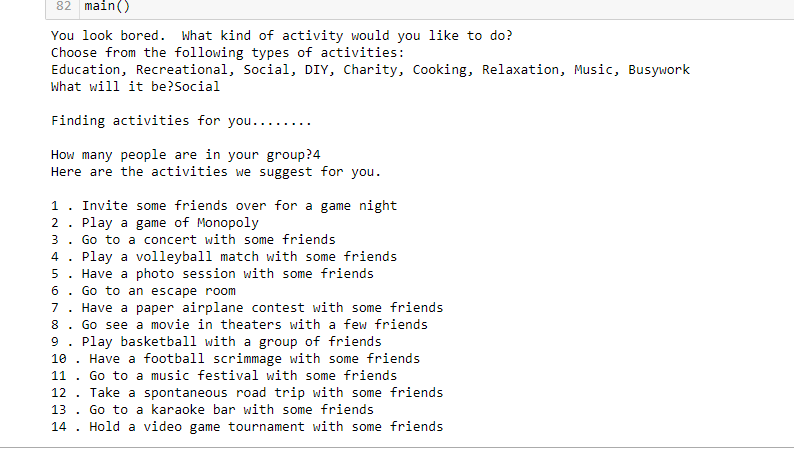 82 main()
You look bored.  What kind of activity would you like to do?
Choose from the following types of activities:
Education, Recreational, Social, DIY, Charity, Cooking, Relaxation, Music, Busywork
What will it be?Social
Finding activities for you........
How many people are in your group?4
Here are the activities we suggest for you.
1 . Invite some friends over for a game night
2 . Play a game of Monopoly
3 . Go to a concert with some friends
4 . Play a volleyball match with some friends
5 . Have a photo session with some friends
6 . Go to an escape room
7 . Have a paper airplane contest with some friends
8 . Go see a movie in theaters with a few friends
9 . Play basketball with a group of friends
10 . Have a football scrimmage with some friends
11 . Go to a music festival with some friends
12 . Take a spontaneous road trip with some friends
13 . Go to a karaoke bar with some friends
14 . Hold a video game tournament with some friends